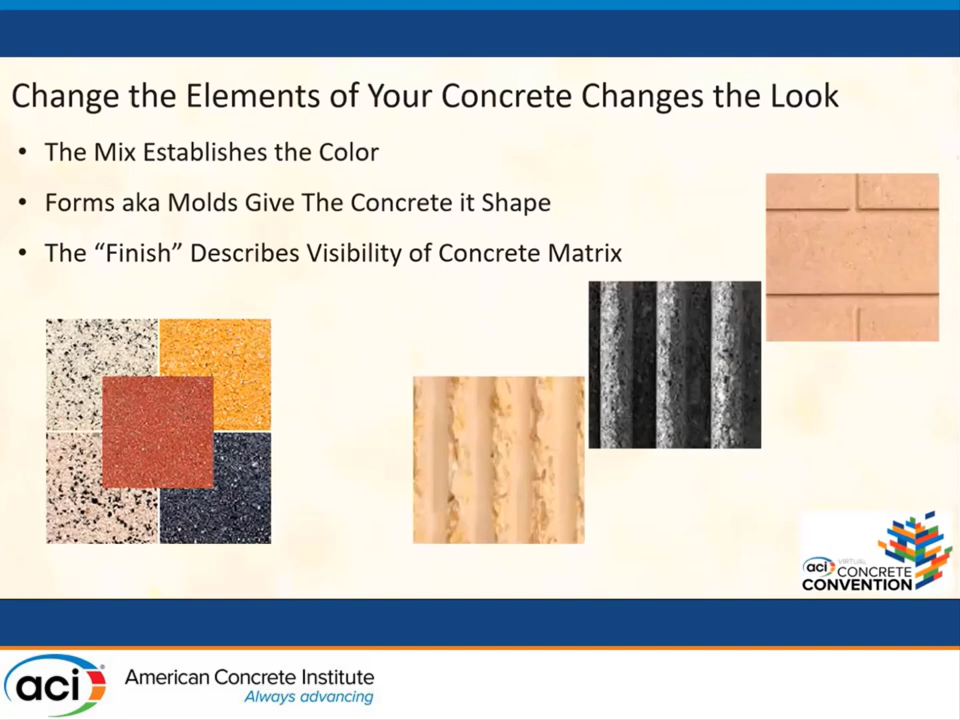 Change the Elements of Your Concrete Changes the Look
• The Mix Establishes the Color
• Forms aka Molds Give The Concrete it Shape
• The “Finish” Describes Visibility of Concrete Matrix
aci VIRTUAL
CONCRETE
CONVENTION
aci® American Concrete Institute
Always advancing